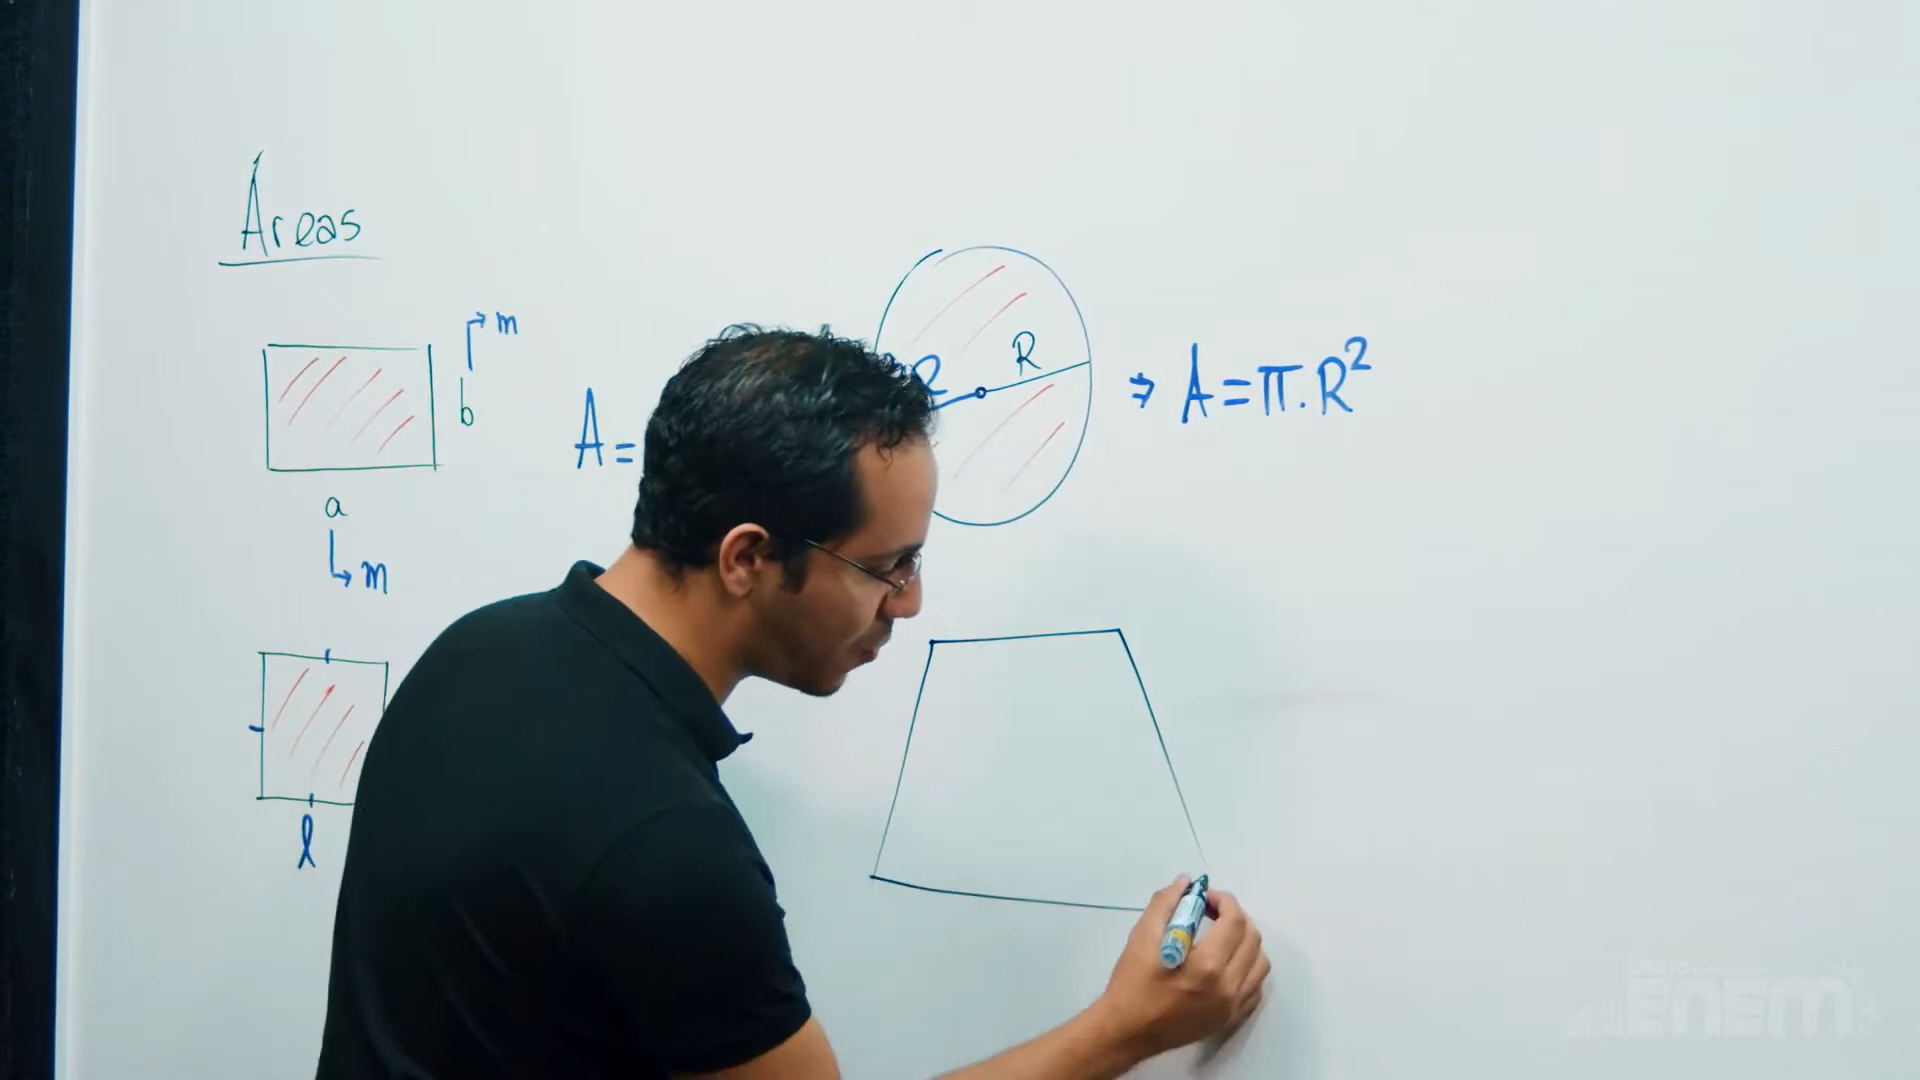 Áreas
m
b
A =
a
m
l
R
R
⇒ A = π.R²
ENEM